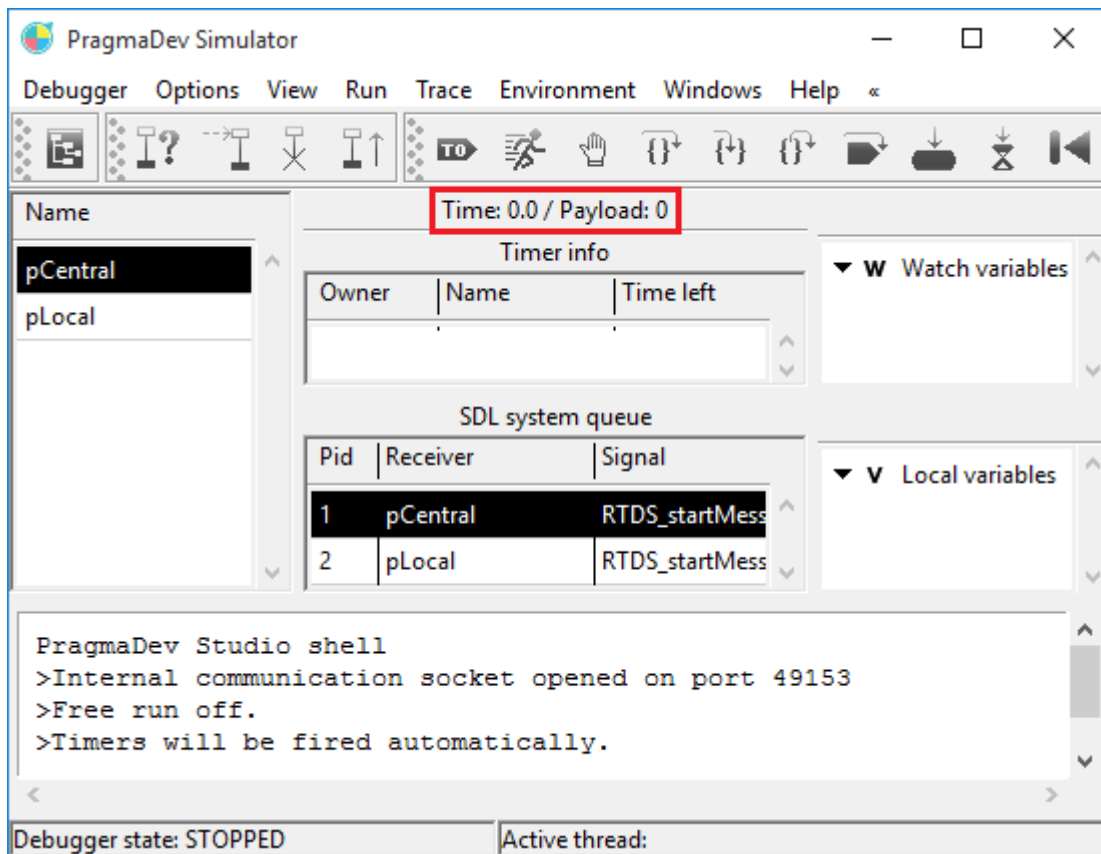 PragmaDev Simulator
Debugger Options View Run Trace Environment Windows Help «
TO
Name
pCentral
pLocal
Time: 0.0 / Payload: 0
Timer info
Owner Name Time left
SDL system queue
Pid Receiver Signal
1 pCentral RTDS_startMess
2 pLocal RTDS_startMess
W Watch variables
V Local variables
PragmaDev Studio shell
>Internal communication socket opened on port 49153
>Free run off.
>Timers will be fired automatically.
Debugger state: STOPPED
Active thread: